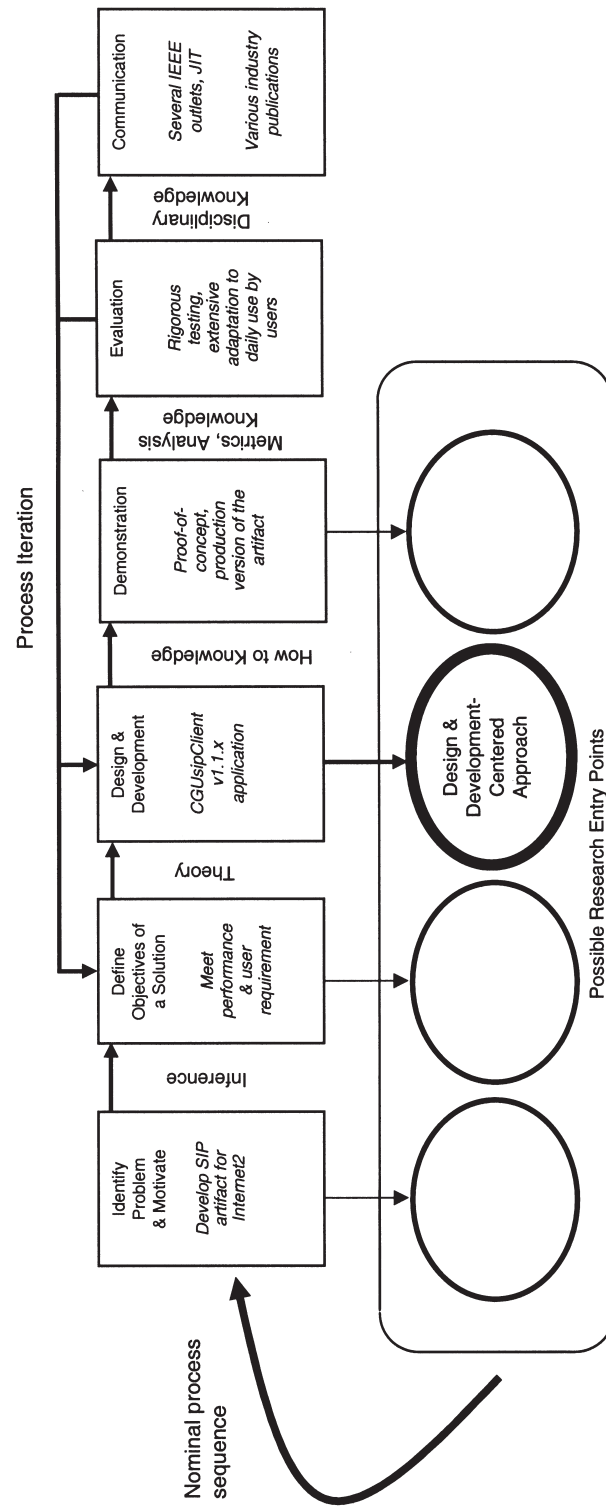 Process Iteration
Nominal process
sequence
Identify
Problem
& Motivate
Develop SIP
artifact for
Internet2
Inference
Define
Objectives of
a Solution
Meet
performance
& user
requirement
Theory
Design &
Development
CGUsipClient
v1.1.x
application
How to Knowledge
Demonstration
Proof-of-
concept,
production
version of the
artifact
Metrics, Analysis
Knowledge
Evaluation
Rigorous
testing,
extensive
adaptation to
daily use by
users
Disciplinary
Knowledge
Communication
Several IEEE
outlets, JIT
Various industry
publications
Design &
Development-
Centered
Approach
Possible Research Entry Points